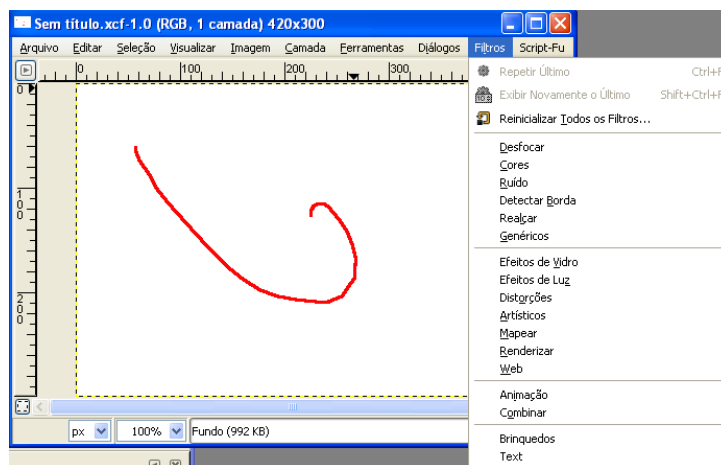 Sem título.xcf-1.0 (RGB, 1 camada) 420x300
Arquivo Editar Seleção Visualizar Imagem Camada Ferramentas Diálogos Filtros Script-Fu
0 100 200 300
Repetir Último Ctrl+F
Exibir Novamente o Último Shift+Ctrl+F
Reinicializar Todos os Filtros...
0
Desfocar
Cores
Ruído
Detectar Borda
Realçar
Genéricos
100
Efeitos de Vidro
Efeitos de Luz
Distorções
Artísticos
Mapear
Renderizar
Web
200
Animação
Combinar
Brinquedos
Text
px 100% Fundo (992 KB)